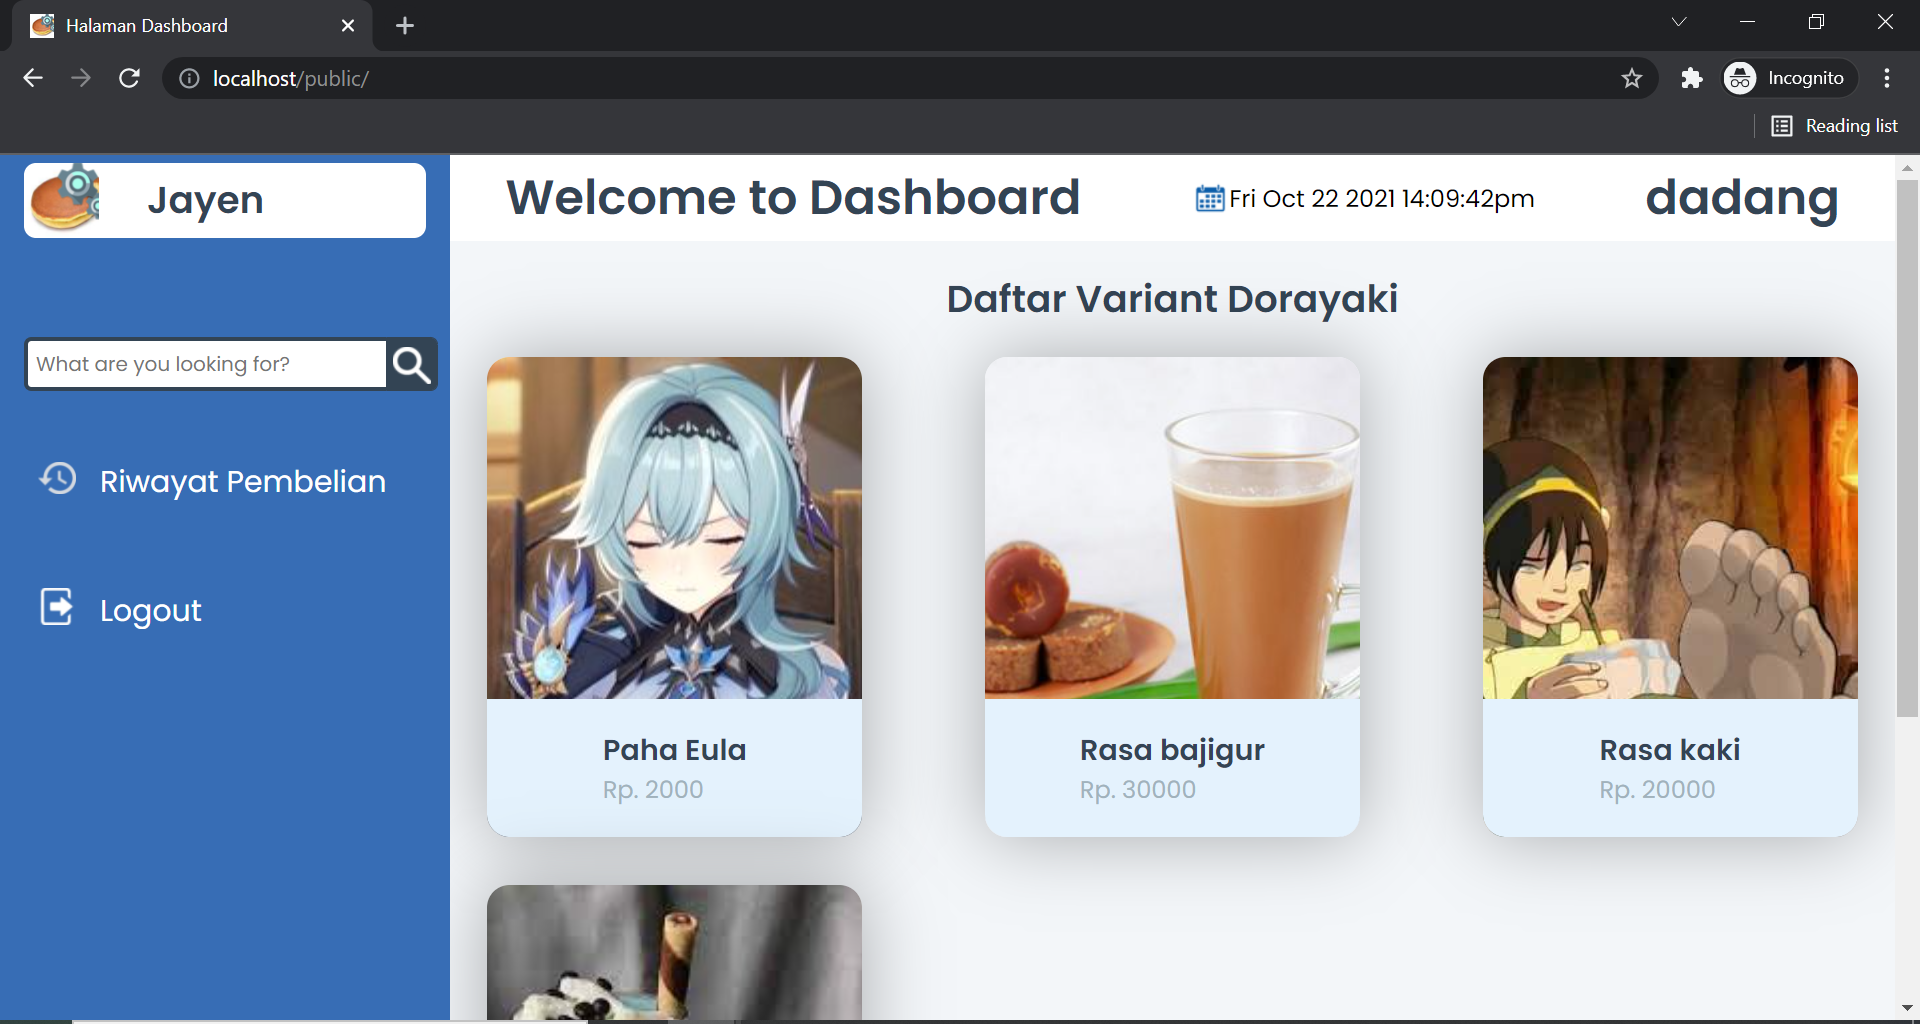 Halaman Dashboard
localhost/public/
Incognito
Reading list
Jayen
Welcome to Dashboard
Fri Oct 22 2021 14:09:42pm
dadang
What are you looking for?
Riwayat Pembelian
Logout
Daftar Variant Dorayaki
Paha Eula
Rp. 2000
Rasa bajigur
Rp. 30000
Rasa kaki
Rp. 20000